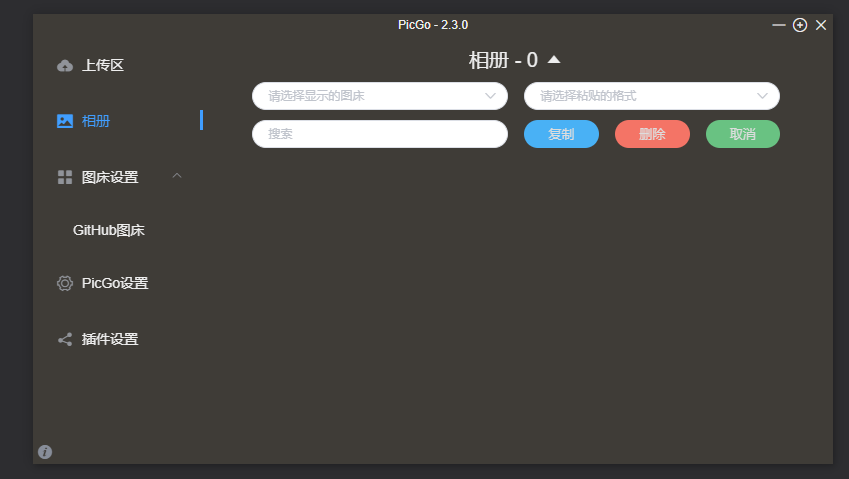 PicGo - 2.3.0
上传区
相册
图床设置
GitHub图床
PicGo设置
插件设置
相册 - 0
请选择显示的图床
请选择粘贴的格式
搜索
复制
删除
取消